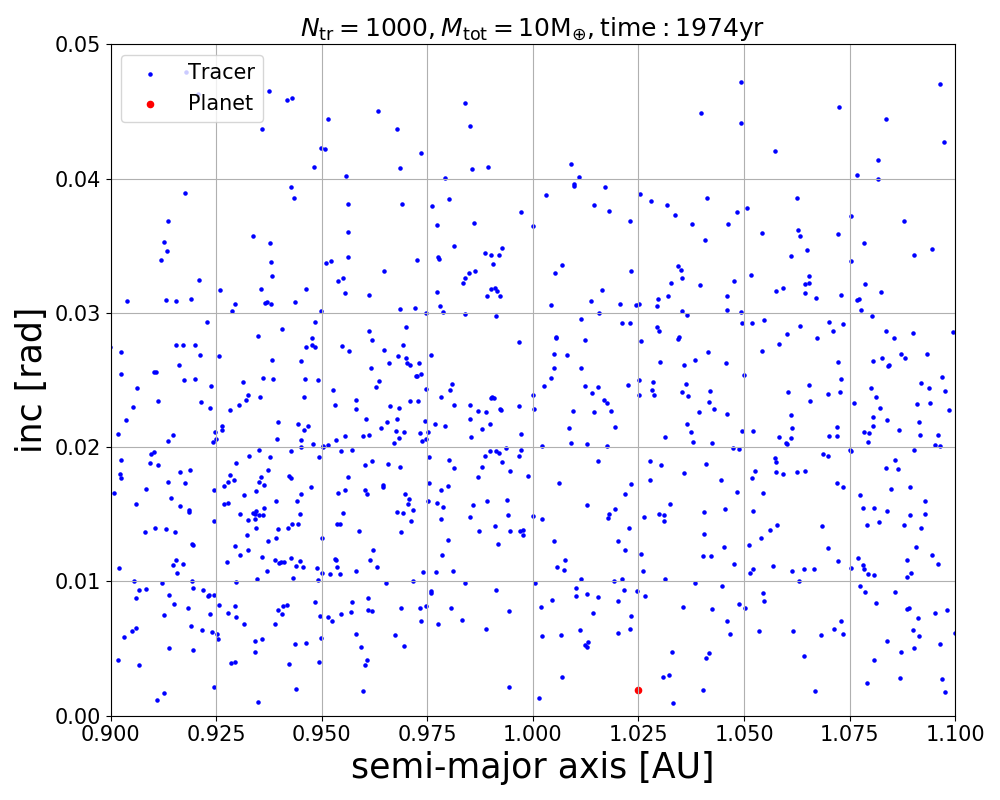 N_tr = 1000, M_tot = 10M_⊕, time : 1974yr
Tracer
Planet
inc [rad]
0.05
0.04
0.03
0.02
0.01
0.00
0.900 0.925 0.950 0.975 1.000 1.025 1.050 1.075 1.100
semi-major axis [AU]